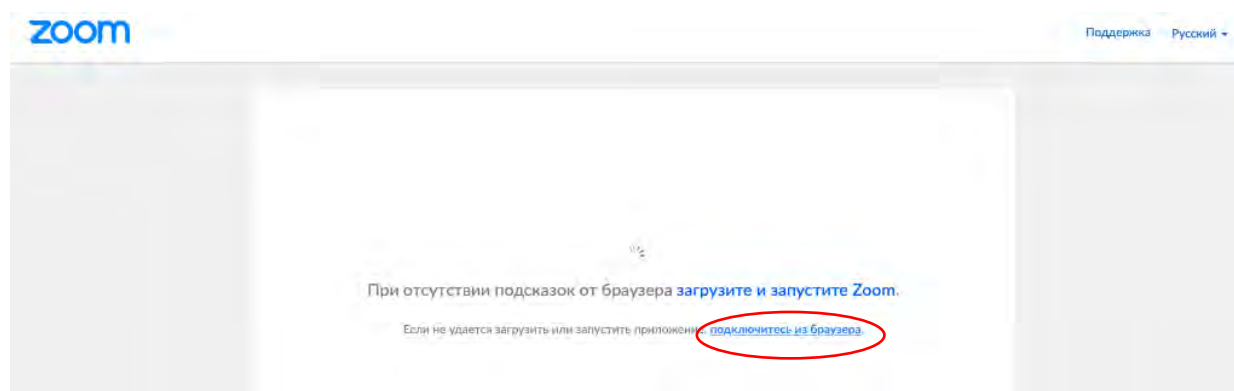 zoom
Поддержка Русский
При отсутствии подсказок от браузера загрузите и запустите Zoom.
Если не удается загрузить или запустить приложение, подключитесь из браузера.